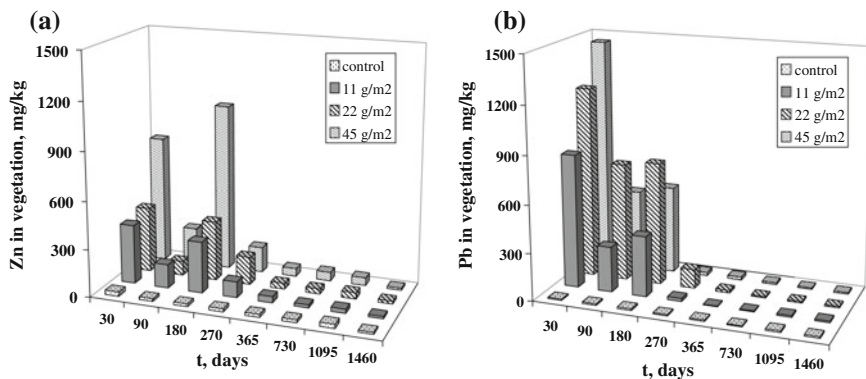 (a)
Zn in vegetation, mg/kg
1500
1200
900
600
300
0
control
11 g/m2
22 g/m2
45 g/m2
30
90
180
270
365
730
1095
1460
t, days
(b)
Pb in vegetation, mg/kg
1500
1200
900
600
300
0
control
11 g/m2
22 g/m2
45 g/m2
30
90
180
270
365
730
1095
1460
t, days